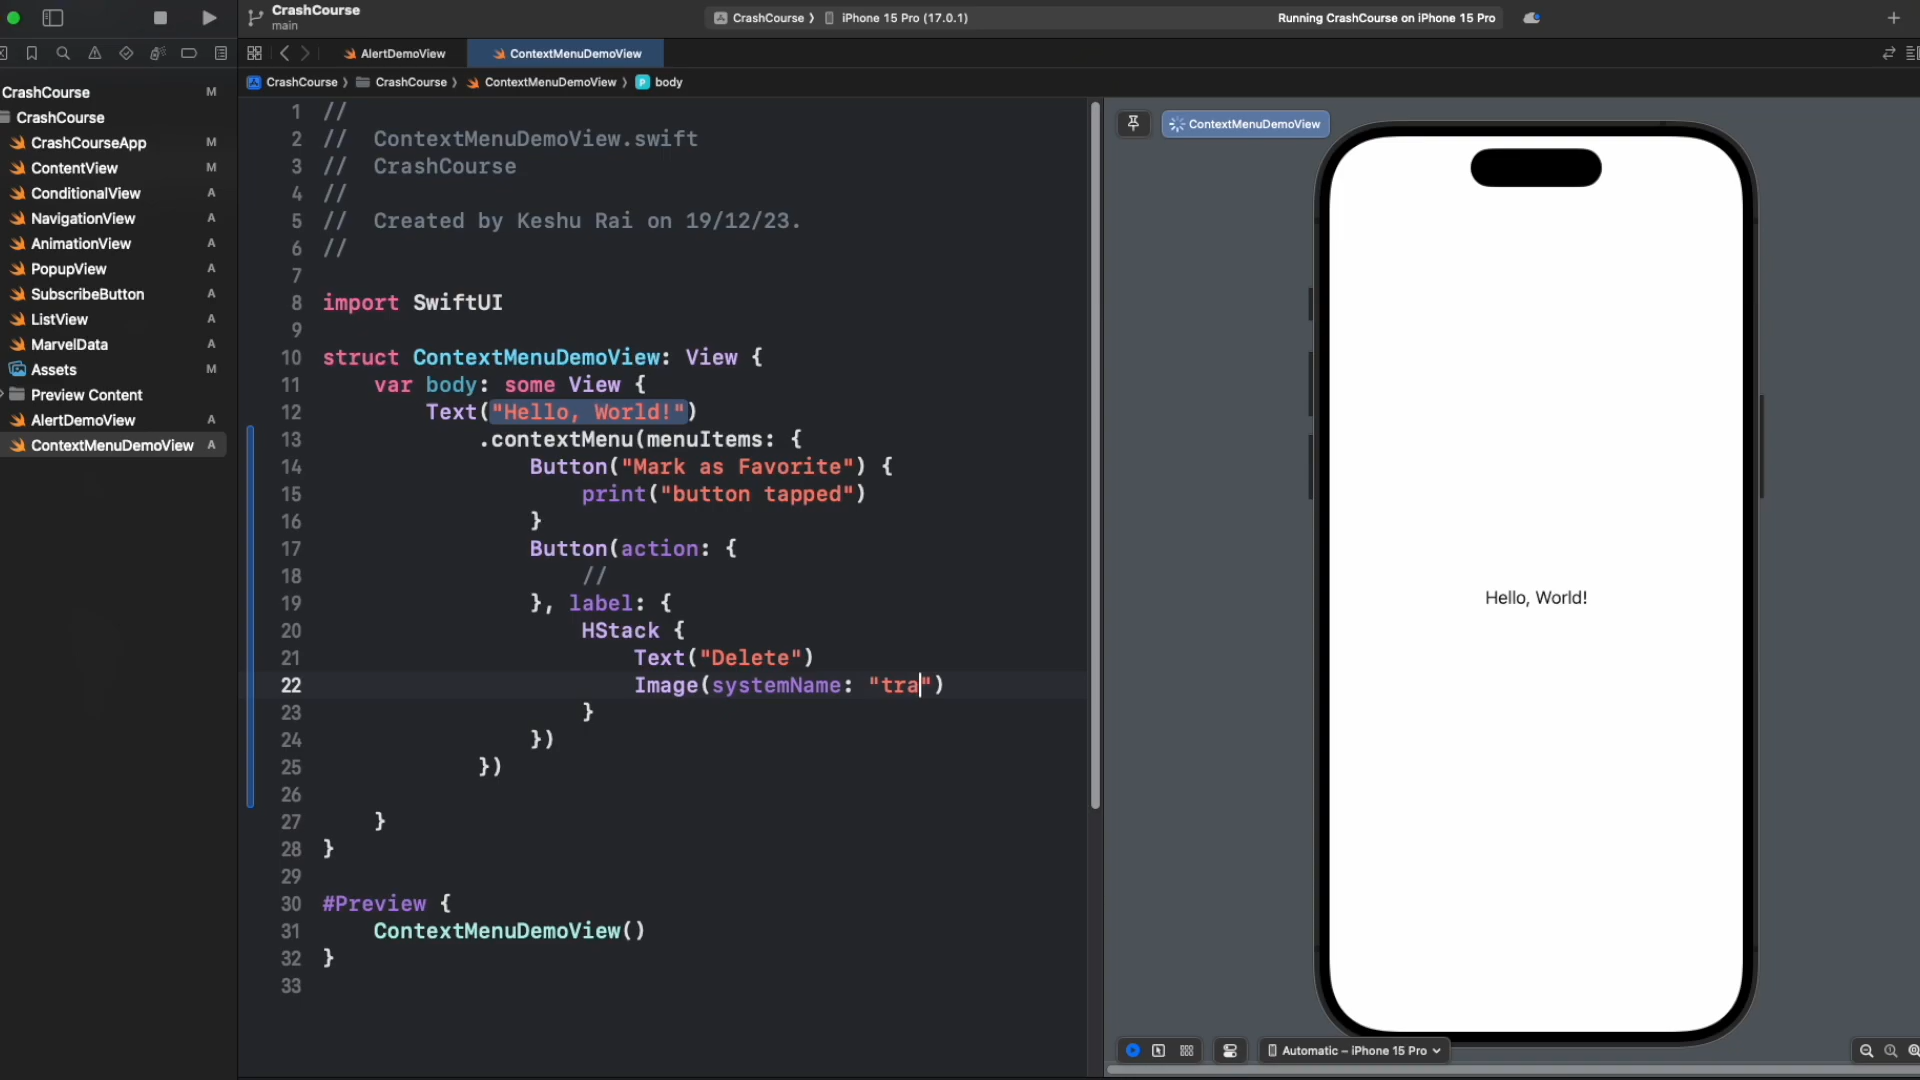 CrashCourse
main
CrashCourse ⟩ iPhone 15 Pro (17.0.1)
Running CrashCourse on iPhone 15 Pro
AlertDemoView
ContextMenuDemoView
CrashCourse ⟩ CrashCourse ⟩ ContextMenuDemoView ⟩ P body
CrashCourse M
CrashCourse
CrashCourseApp M
ContentView M
ConditionalView A
NavigationView A
AnimationView A
PopupView A
SubscribeButton A
ListView A
MarvelData A
Assets M
Preview Content
AlertDemoView A
ContextMenuDemoView A
1 //
2 //  ContextMenuDemoView.swift
3 //  CrashCourse
4 //
5 //  Created by Keshu Rai on 19/12/23.
6 //
7
8 import SwiftUI
9
10 struct ContextMenuDemoView: View {
11     var body: some View {
12         Text("Hello, World!")
13             .contextMenu(menuItems: {
14                 Button("Mark as Favorite") {
15                     print("button tapped")
16                 }
17                 Button(action: {
18                     //
19                 }, label: {
20                     HStack {
21                         Text("Delete")
22                         Image(systemName: "tra")
23                     }
24                 })
25             })
26
27     }
28 }
29
30 #Preview {
31     ContextMenuDemoView()
32 }
33
ContextMenuDemoView
Hello, World!
Automatic – iPhone 15 Pro